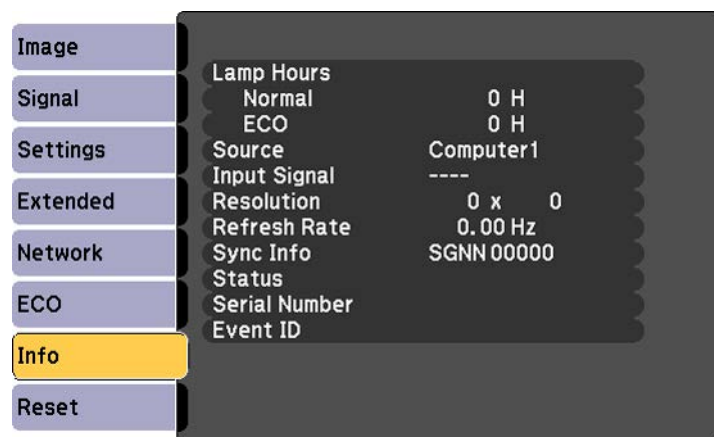 Image
Signal
Settings
Extended
Network
ECO
Info
Reset
Lamp Hours
Normal 0 H
ECO 0 H
Source Computer1
Input Signal ----
Resolution 0 x 0
Refresh Rate 0.00 Hz
Sync Info SGNN 00000
Status
Serial Number
Event ID